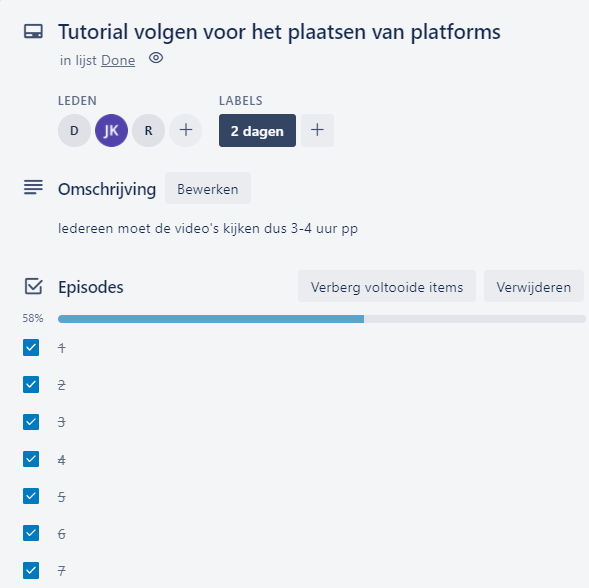 Tutorial volgen voor het plaatsen van platforms
in lijst Done
LEDEN LABELS
D JK R + 2 dagen +
Omschrijving Bewerken
Iedereen moet de video's kijken dus 3-4 uur pp
Episodes Verberg voltooide items Verwijderen
58%
1
2
3
4
5
6
7